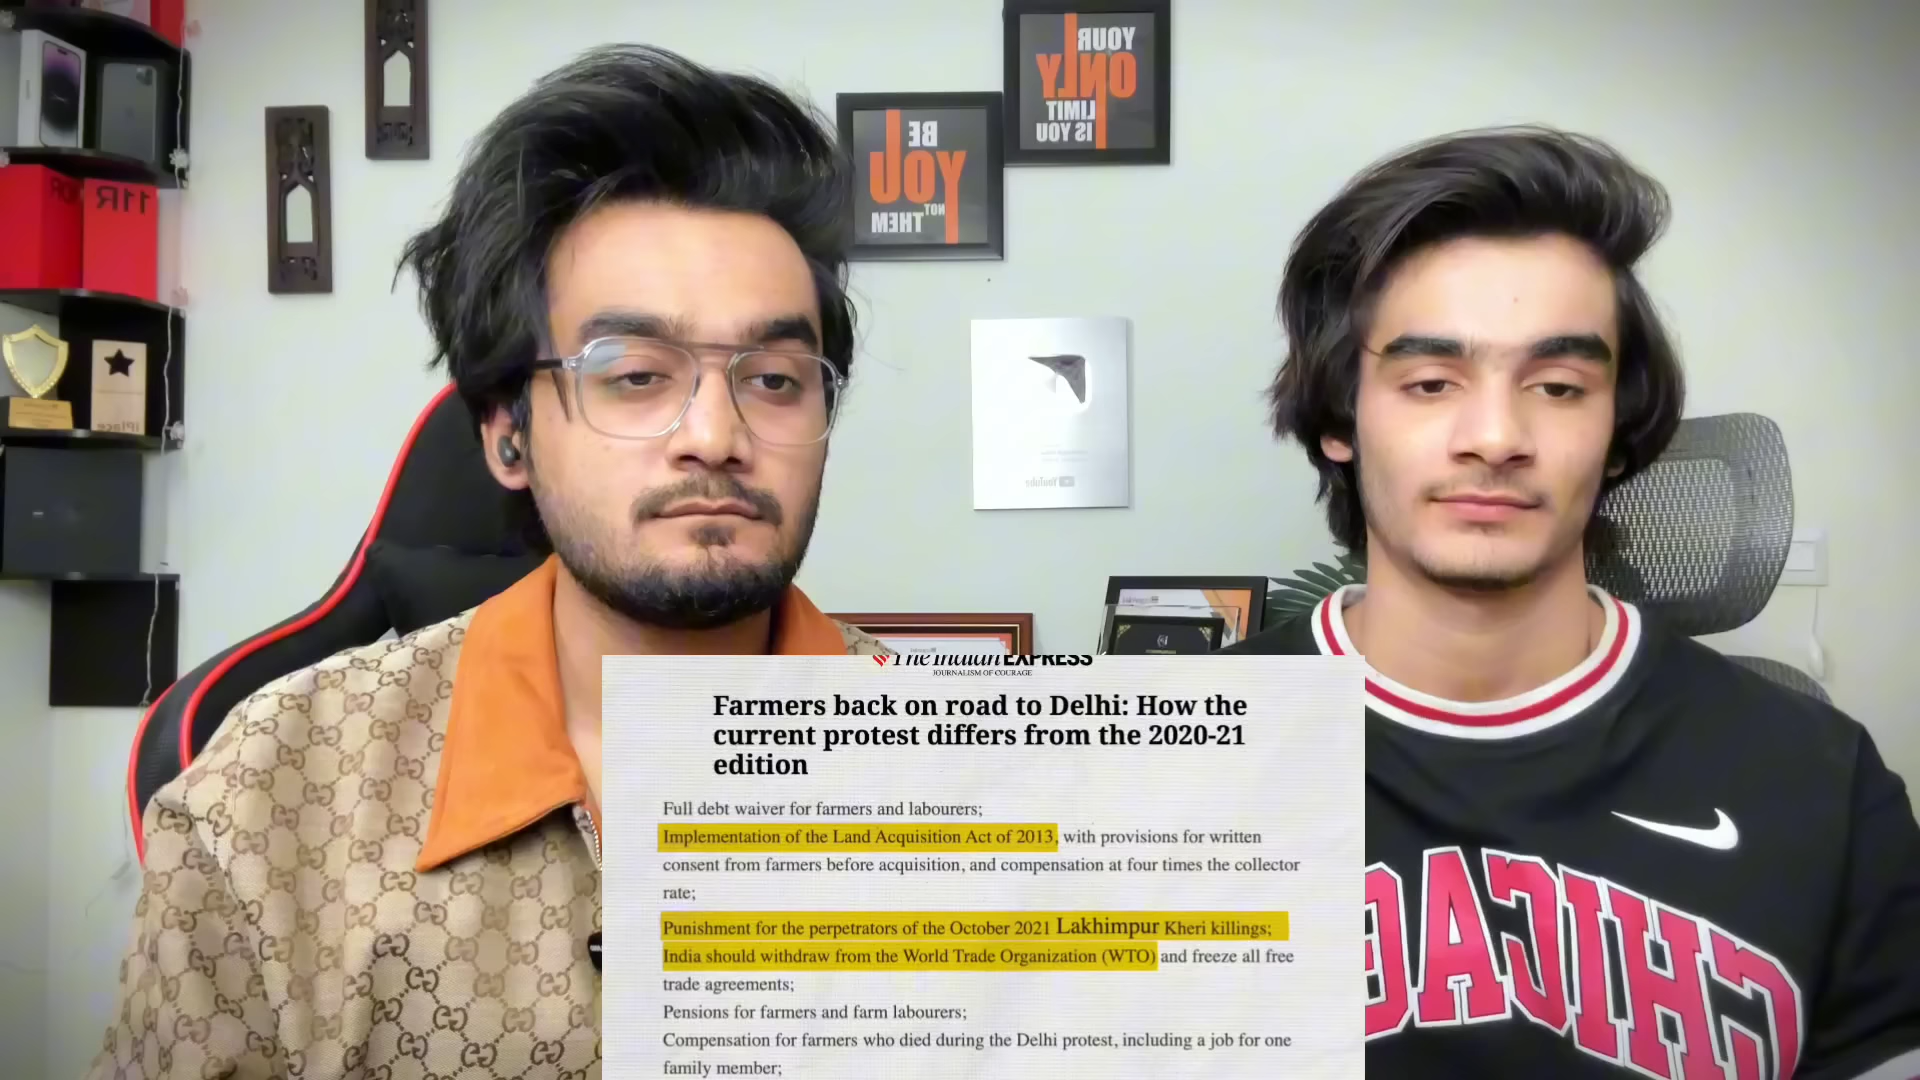 YOUR
ONLY
LIMIT
IS YOU
BE
YOU
NOT
THEM
11R
iPlace
YouTube
The Indian EXPRESS
JOURNALISM OF COURAGE
Farmers back on road to Delhi: How the
current protest differs from the 2020-21
edition
Full debt waiver for farmers and labourers;
Implementation of the Land Acquisition Act of 2013, with provisions for written
consent from farmers before acquisition, and compensation at four times the collector
rate;
Punishment for the perpetrators of the October 2021 Lakhimpur Kheri killings;
India should withdraw from the World Trade Organization (WTO) and freeze all free
trade agreements;
Pensions for farmers and farm labourers;
Compensation for farmers who died during the Delhi protest, including a job for one
family member;
CHICAG